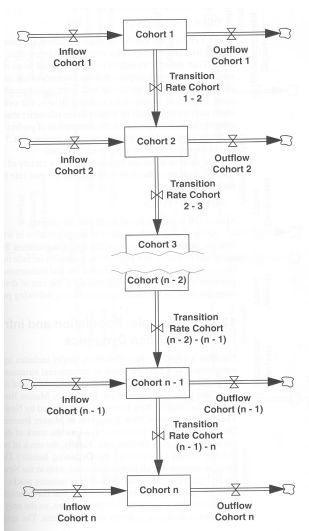 Cohort 1
Inflow
Cohort 1
Outflow
Cohort 1
Transition
Rate Cohort
1 - 2
Cohort 2
Inflow
Cohort 2
Outflow
Cohort 2
Transition
Rate Cohort
2 - 3
Cohort 3
Cohort (n - 2)
Transition
Rate Cohort
(n - 2) - (n - 1)
Cohort n - 1
Inflow
Cohort (n - 1)
Outflow
Cohort (n - 1)
Transition
Rate Cohort
(n - 1) - n
Cohort n
Inflow
Cohort n
Outflow
Cohort n